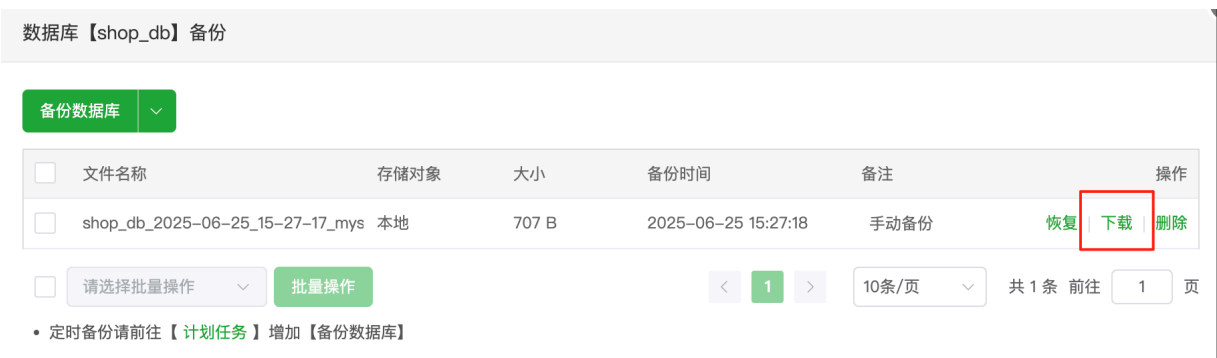 数据库【shop_db】备份
备份数据库
文件名称 存储对象 大小 备份时间 备注 操作
shop_db_2025-06-25_15-27-17_mys 本地 707 B 2025-06-25 15:27:18 手动备份 恢复 | 下载 | 删除
请选择批量操作 批量操作 < 1 > 10条/页 共 1 条 前往 1 页
• 定时备份请前往【 计划任务 】增加【备份数据库】